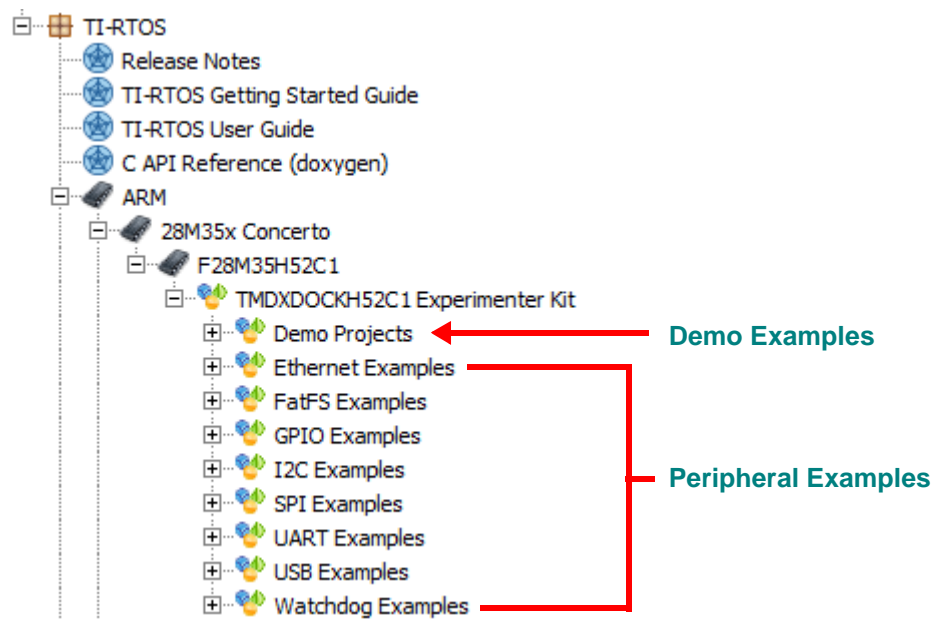 TI-RTOS
Release Notes
TI-RTOS Getting Started Guide
TI-RTOS User Guide
C API Reference (doxygen)
ARM
28M35x Concerto
F28M35H52C1
TMDXDOCKH52C1 Experimenter Kit
Demo Projects
Demo Examples
Ethernet Examples
FatFS Examples
GPIO Examples
I2C Examples
Peripheral Examples
SPI Examples
UART Examples
USB Examples
Watchdog Examples